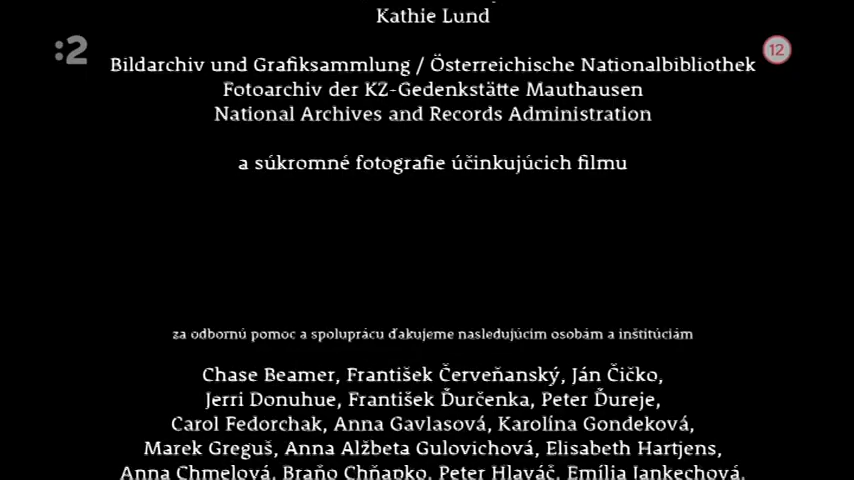 Kathie Lund
:2
12
Bildarchiv und Grafiksammlung / Österreichische Nationalbibliothek
Fotoarchiv der KZ-Gedenkstätte Mauthausen
National Archives and Records Administration
a súkromné fotografie účinkujúcich filmu
za odbornú pomoc a spoluprácu ďakujeme nasledujúcim osobám a inštitúciám
Chase Beamer, František Červeňanský, Ján Čičko,
Jerri Donuhue, František Ďurčenka, Peter Ďureje,
Carol Fedorchak, Anna Gavlasová, Karolína Gondeková,
Marek Greguš, Anna Alžbeta Gulovichová, Elisabeth Hartjens,
Anna Chmelová, Braňo Chňapko, Peter Hlaváč, Emília Jankechová,